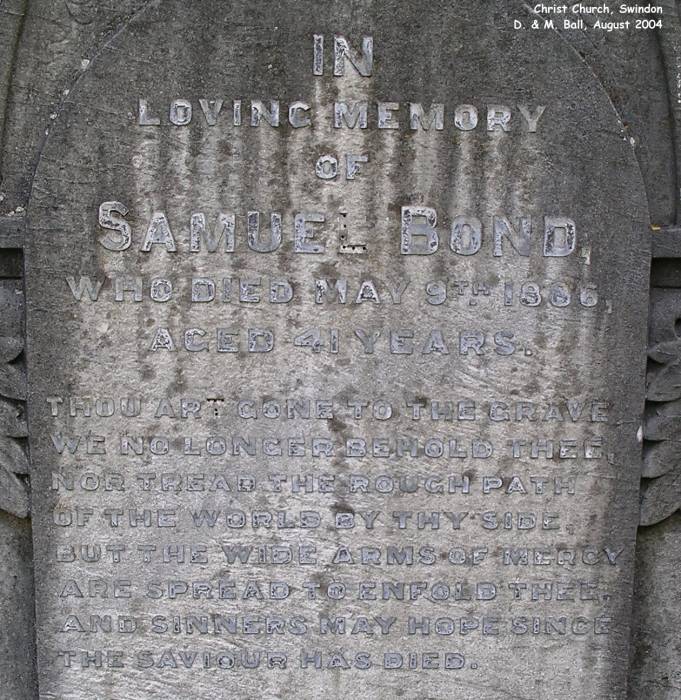 Christ Church, Swindon
D. & M. Ball, August 2004
IN
LOVING MEMORY
OF
SAMUEL BOND,
WHO DIED MAY 9TH. 1886,
AGED 41 YEARS.
THOU ART GONE TO THE GRAVE
WE NO LONGER BEHOLD THEE,
NOR TREAD THE ROUGH PATH
OF THE WORLD BY THY SIDE,
BUT THE WIDE ARMS OF MERCY
ARE SPREAD TO ENFOLD THEE,
AND SINNERS MAY HOPE SINCE
THE SAVIOUR HAS DIED.